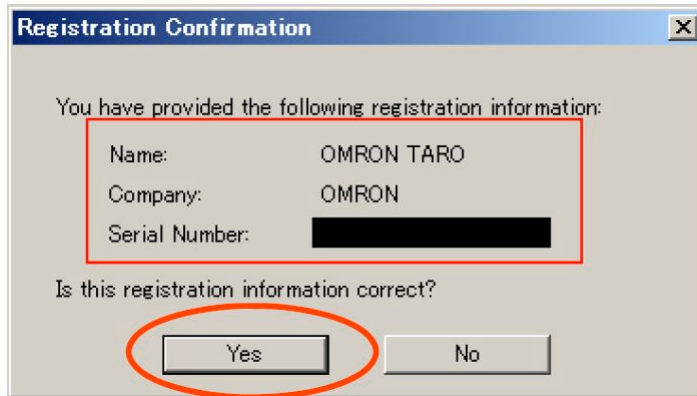 Registration Confirmation
You have provided the following registration information:
Name: OMRON TARO
Company: OMRON
Serial Number:
Is this registration information correct?
Yes No